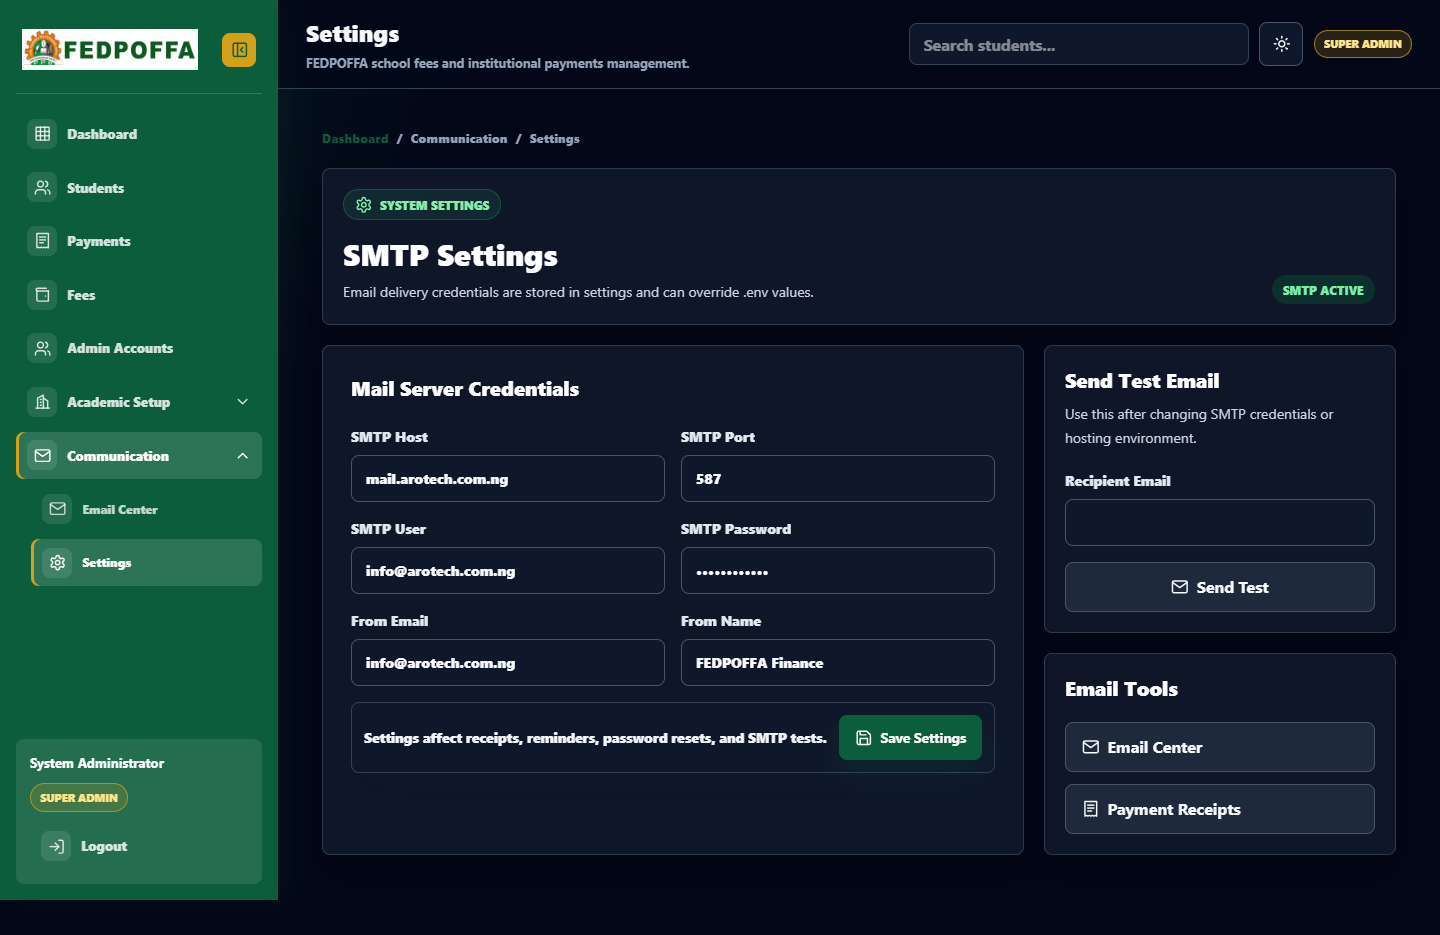 FEDPOFFA
Dashboard
Students
Payments
Fees
Admin Accounts
Academic Setup
Communication
Email Center
Settings
System Administrator
SUPER ADMIN
Logout
Settings
FEDPOFFA school fees and institutional payments management.
Search students...
SUPER ADMIN
Dashboard / Communication / Settings
SYSTEM SETTINGS
SMTP Settings
Email delivery credentials are stored in settings and can override .env values.
SMTP ACTIVE
Mail Server Credentials
SMTP Host
SMTP Port
mail.arotech.com.ng
587
SMTP User
SMTP Password
info@arotech.com.ng
••••••••••••
From Email
From Name
info@arotech.com.ng
FEDPOFFA Finance
Settings affect receipts, reminders, password resets, and SMTP tests.
Save Settings
Send Test Email
Use this after changing SMTP credentials or
hosting environment.
Recipient Email
Send Test
Email Tools
Email Center
Payment Receipts